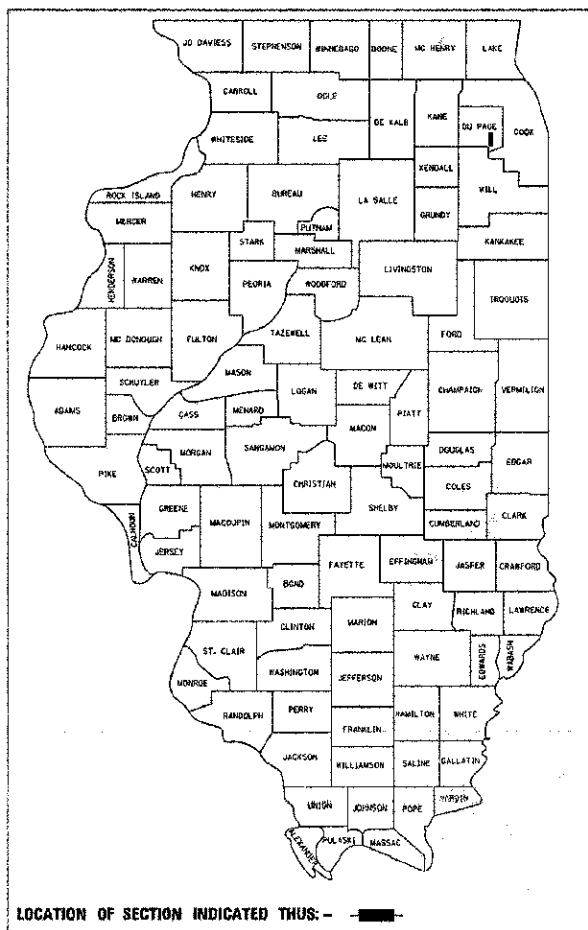 JO DAVIESS STEPHENSON WINNEBAGO BOONE MC HENRY LAKE
CARROLL OGLE
DE KALB KANE DU PAGE COOK
WHITESIDE LEE
KENDALL WILL
ROCK ISLAND HENRY BUREAU LA SALLE GRUNDY
MERCER PUTNAM KANKAKEE
STARK MARSHALL
HENDERSON WARREN KNOX PEORIA WOODFORD LIVINGSTON IROQUOIS
HANCOCK MC DONOUGH FULTON TAZEWELL MC LEAN FORD
SCHUYLER MASON DE WITT CHAMPAIGN VERMILION
ADAMS BROWN CASS MENARD LOGAN PIATT
MACON
PIKE SCOTT MORGAN SANGAMON CHRISTIAN MOULTRIE DOUGLAS EDGAR
COLES
CALHOUN GREENE MACOUPIN MONTGOMERY SHELBY CUMBERLAND CLARK
JERSEY
FAYETTE EFFINGHAM JASPER CRAWFORD
MADISON BOND
CLAY RICHLAND LAWRENCE
CLINTON MARION
ST. CLAIR WAYNE EDWARDS WABASH
WASHINGTON
MONROE JEFFERSON
RANDOLPH PERRY HAMILTON WHITE
FRANKLIN
JACKSON WILLIAMSON SALINE GALLATIN
UNION JOHNSON POPE HARDIN
ALEXANDER PULASKI MASSAC
LOCATION OF SECTION INDICATED THUS: -